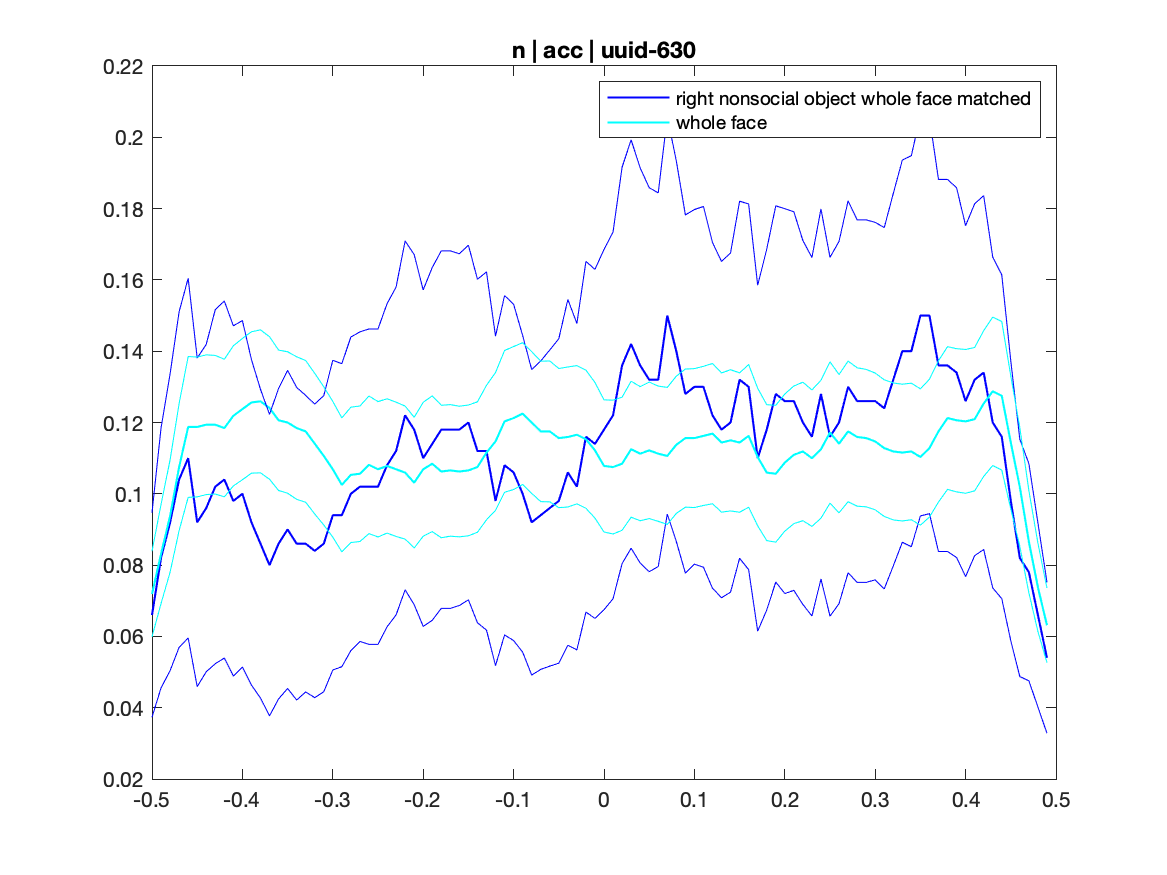 n | acc | uuid-630
0.22
0.2
0.18
0.16
0.14
0.12
0.1
0.08
0.06
0.04
0.02
right nonsocial object whole face matched
whole face
-0.5 -0.4 -0.3 -0.2 -0.1 0 0.1 0.2 0.3 0.4 0.5